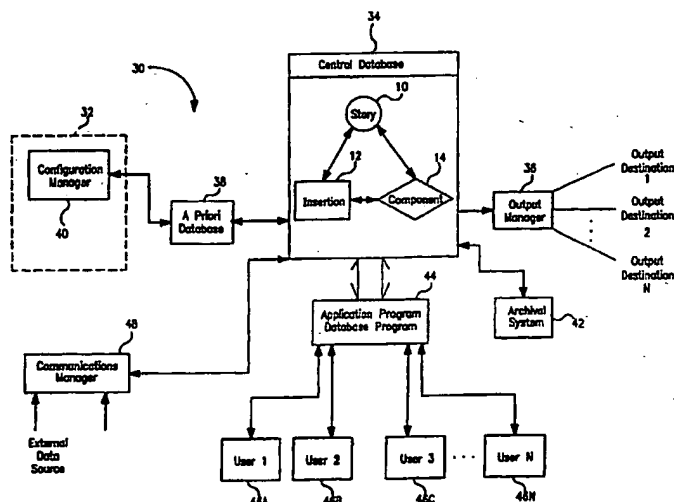 34
Central Database
30
10
Story
32
12
14
Configuration
Manager
40
38
A Priori
Database
Insertion
Component
36
Output
Manager
Output
Destination
1
Output
Destination
2
Output
Destination
N
44
Application Program
Database Program
Archival
System
42
48
Communications
Manager
External
Data
Source
User 1
User 2
User 3
User N
46A
46B
46C
46N